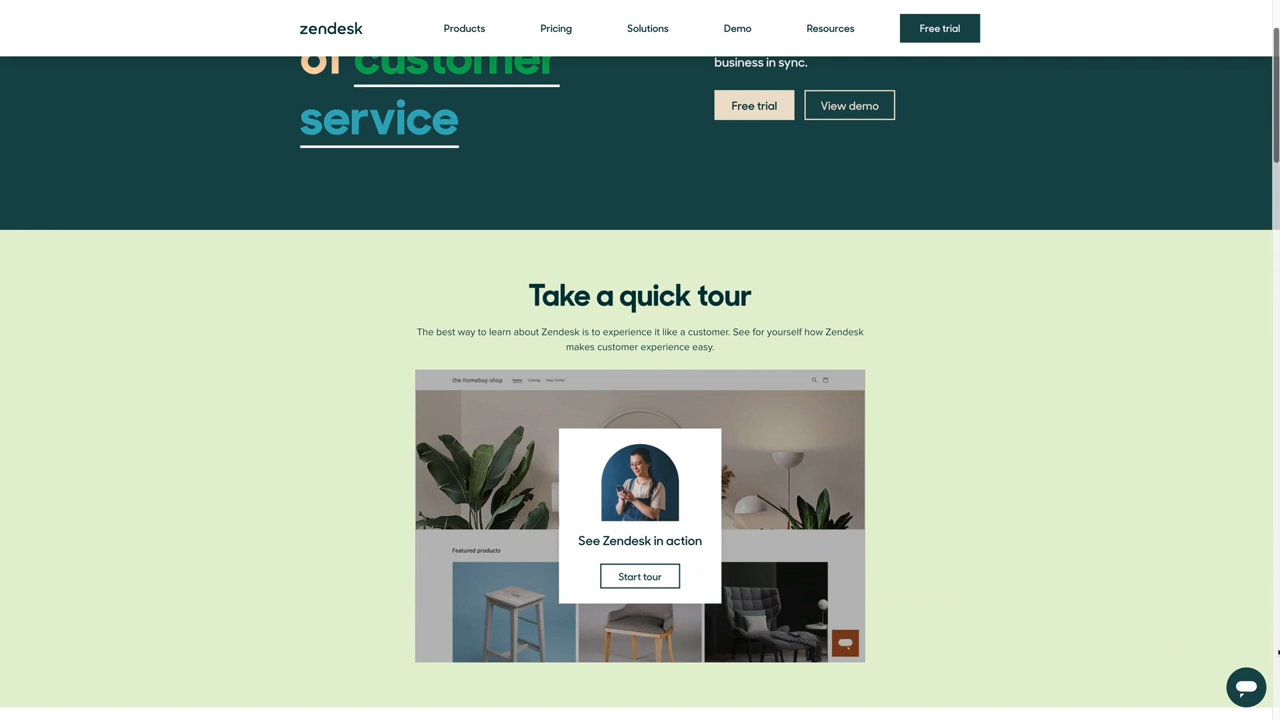 zendesk
Products
Pricing
Solutions
Demo
Resources
Free trial
of customer
service
business in sync.
Free trial
View demo
Take a quick tour
The best way to learn about Zendesk is to experience it like a customer. See for yourself how Zendesk
makes customer experience easy.
the-homebuy-shop
Home
Catalog
Help Center
See Zendesk in action
Start tour
Featured products